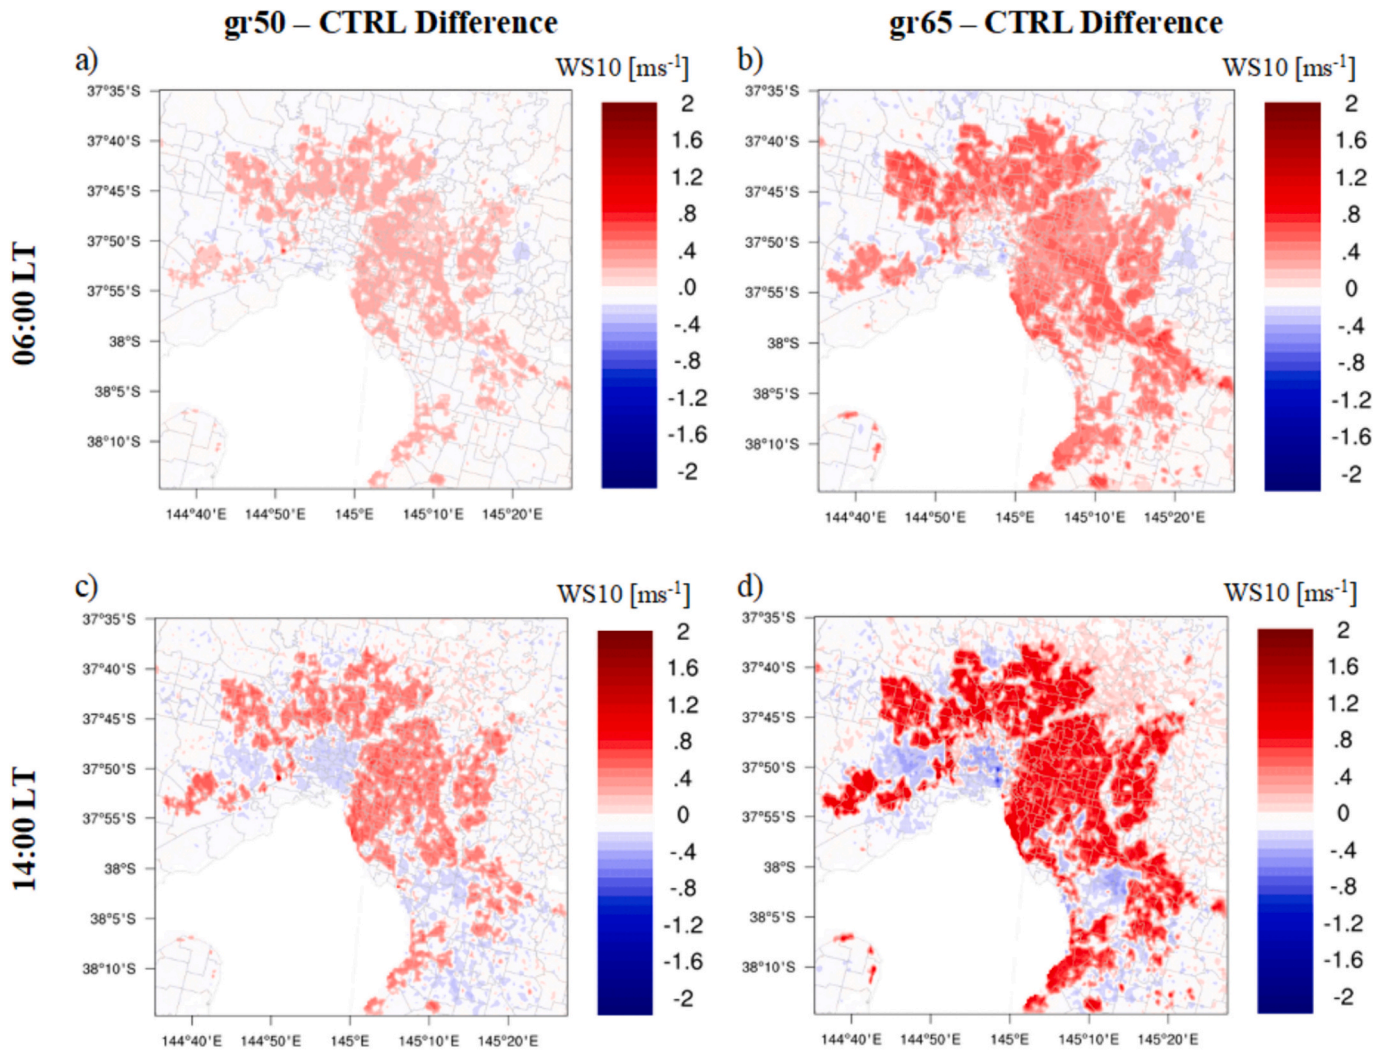 gr50 – CTRL Difference
gr65 – CTRL Difference
a)
WS10 [ms-1]
37°35'S
37°40'S
37°45'S
37°50'S
37°55'S
38°S
38°5'S
38°10'S
144°40'E 144°50'E 145°E 145°10'E 145°20'E
2
1.6
1.2
.8
.4
.0
-.4
-.8
-1.2
-1.6
-2
b)
WS10 [ms-1]
37°35'S
37°40'S
37°45'S
37°50'S
37°55'S
38°S
38°5'S
38°10'S
144°40'E 144°50'E 145°E 145°10'E 145°20'E
2
1.6
1.2
.8
.4
0
-.4
-.8
-1.2
-1.6
-2
06:00 LT
c)
WS10 [ms-1]
37°35'S
37°40'S
37°45'S
37°50'S
37°55'S
38°S
38°5'S
38°10'S
144°40'E 144°50'E 145°E 145°10'E 145°20'E
2
1.6
1.2
.8
.4
0
-.4
-.8
-1.2
-1.6
-2
d)
WS10 [ms-1]
37°35'S
37°40'S
37°45'S
37°50'S
37°55'S
38°S
38°5'S
38°10'S
144°40'E 144°50'E 145°E 145°10'E 145°20'E
2
1.6
1.2
.8
.4
0
-.4
-.8
-1.2
-1.6
-2
14:00 LT